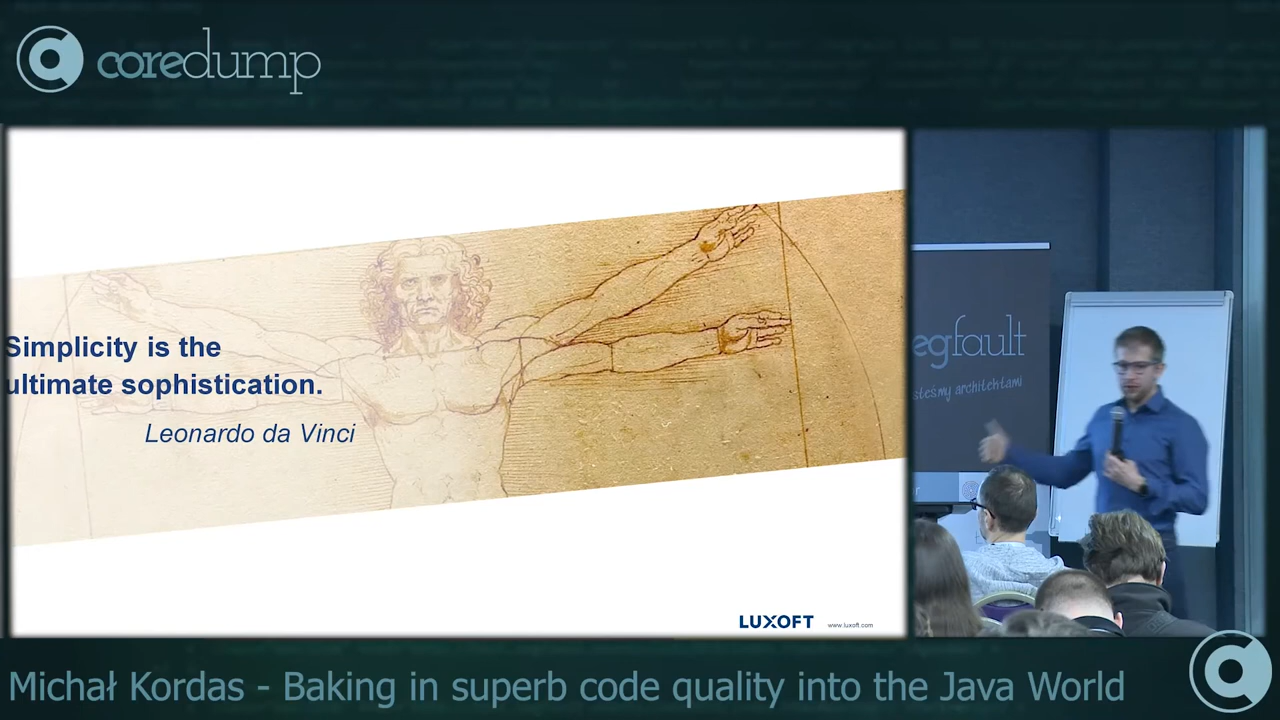 coredump
Simplicity is the
ultimate sophistication.
Leonardo da Vinci
egfault
steśmy architektami
LUXOFT www.luxoft.com
Michał Kordas - Baking in superb code quality into the Java World